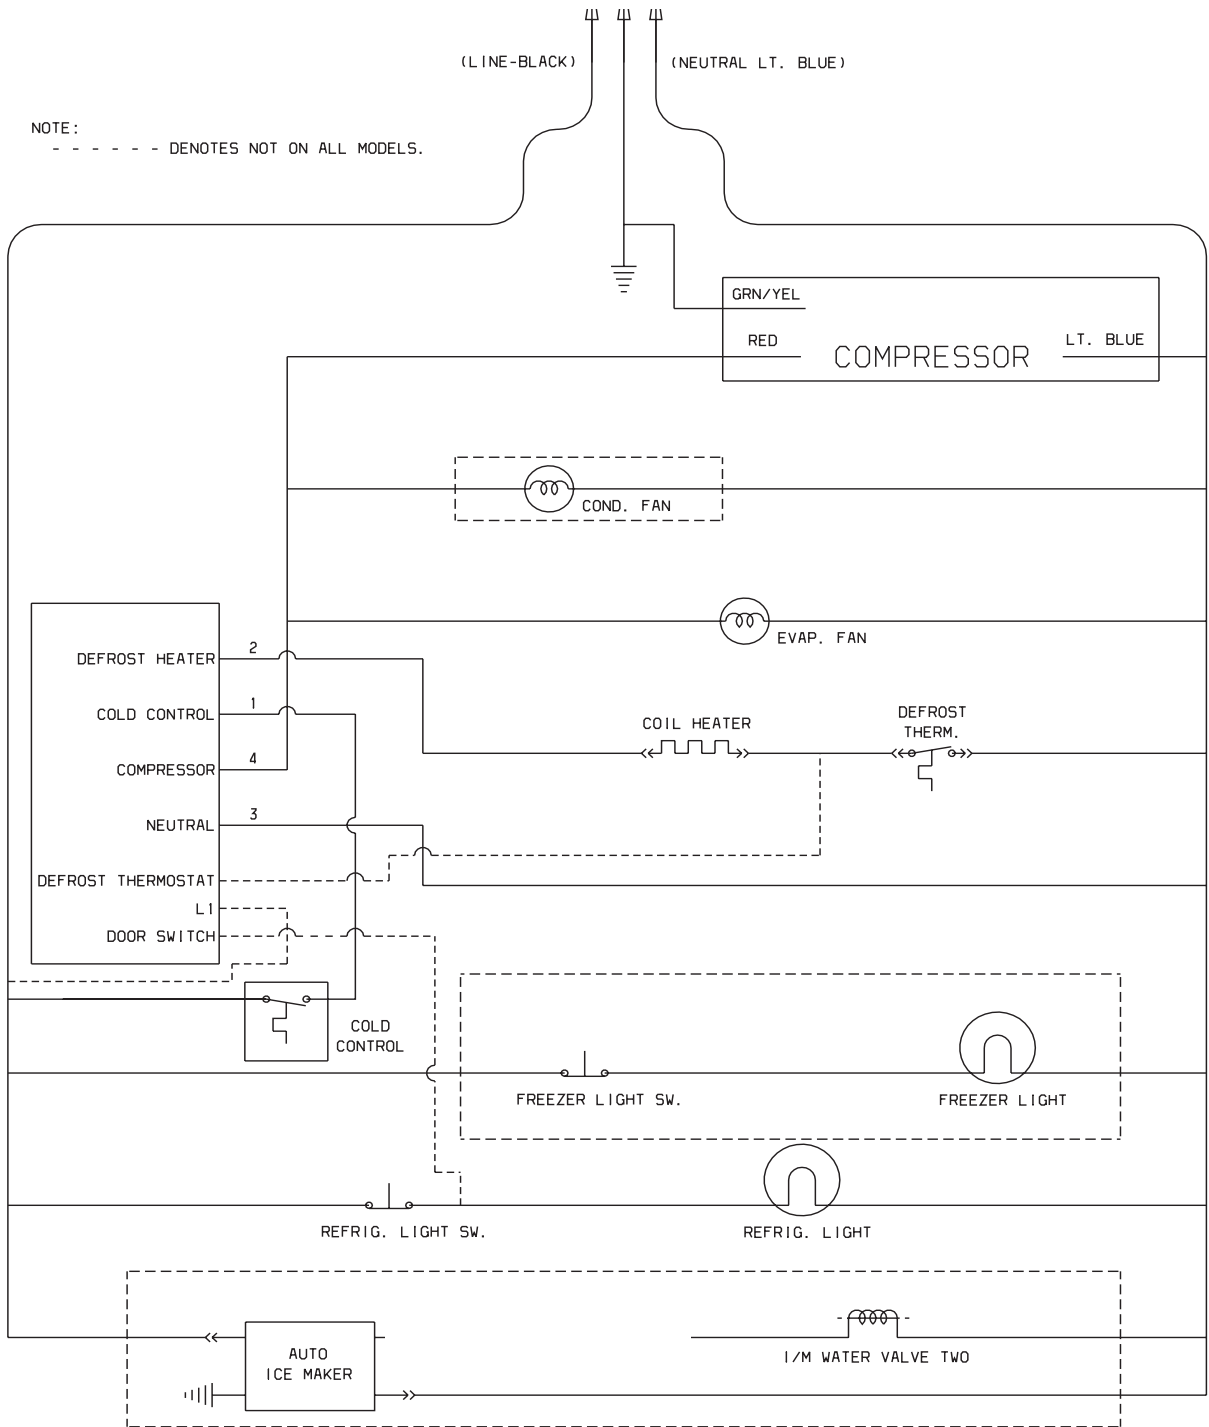 (LINE-BLACK)
(NEUTRAL LT. BLUE)
NOTE:
- - - - - - DENOTES NOT ON ALL MODELS.
GRN/YEL
RED
COMPRESSOR
LT. BLUE
COND. FAN
EVAP. FAN
2
DEFROST HEATER
1
COLD CONTROL
4
COMPRESSOR
3
NEUTRAL
DEFROST THERMOSTAT
L1
DOOR SWITCH
COIL HEATER
DEFROST
THERM.
COLD
CONTROL
FREEZER LIGHT SW.
FREEZER LIGHT
REFRIG. LIGHT SW.
REFRIG. LIGHT
AUTO
ICE MAKER
I/M WATER VALVE TWO